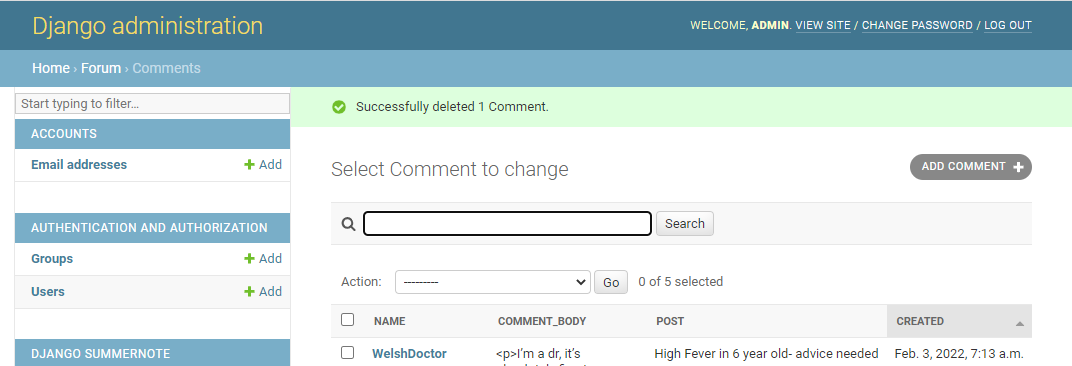 Django administration
WELCOME, ADMIN. VIEW SITE / CHANGE PASSWORD / LOG OUT
Home › Forum › Comments
Start typing to filter...
ACCOUNTS
Email addresses + Add
AUTHENTICATION AND AUTHORIZATION
Groups + Add
Users + Add
DJANGO SUMMERNOTE
Successfully deleted 1 Comment.
Select Comment to change
ADD COMMENT +
Search
Action: --------- Go 0 of 5 selected
NAME COMMENT_BODY POST CREATED
WelshDoctor <p>I'm a dr, it's High Fever in 6 year old- advice needed Feb. 3, 2022, 7:13 a.m.